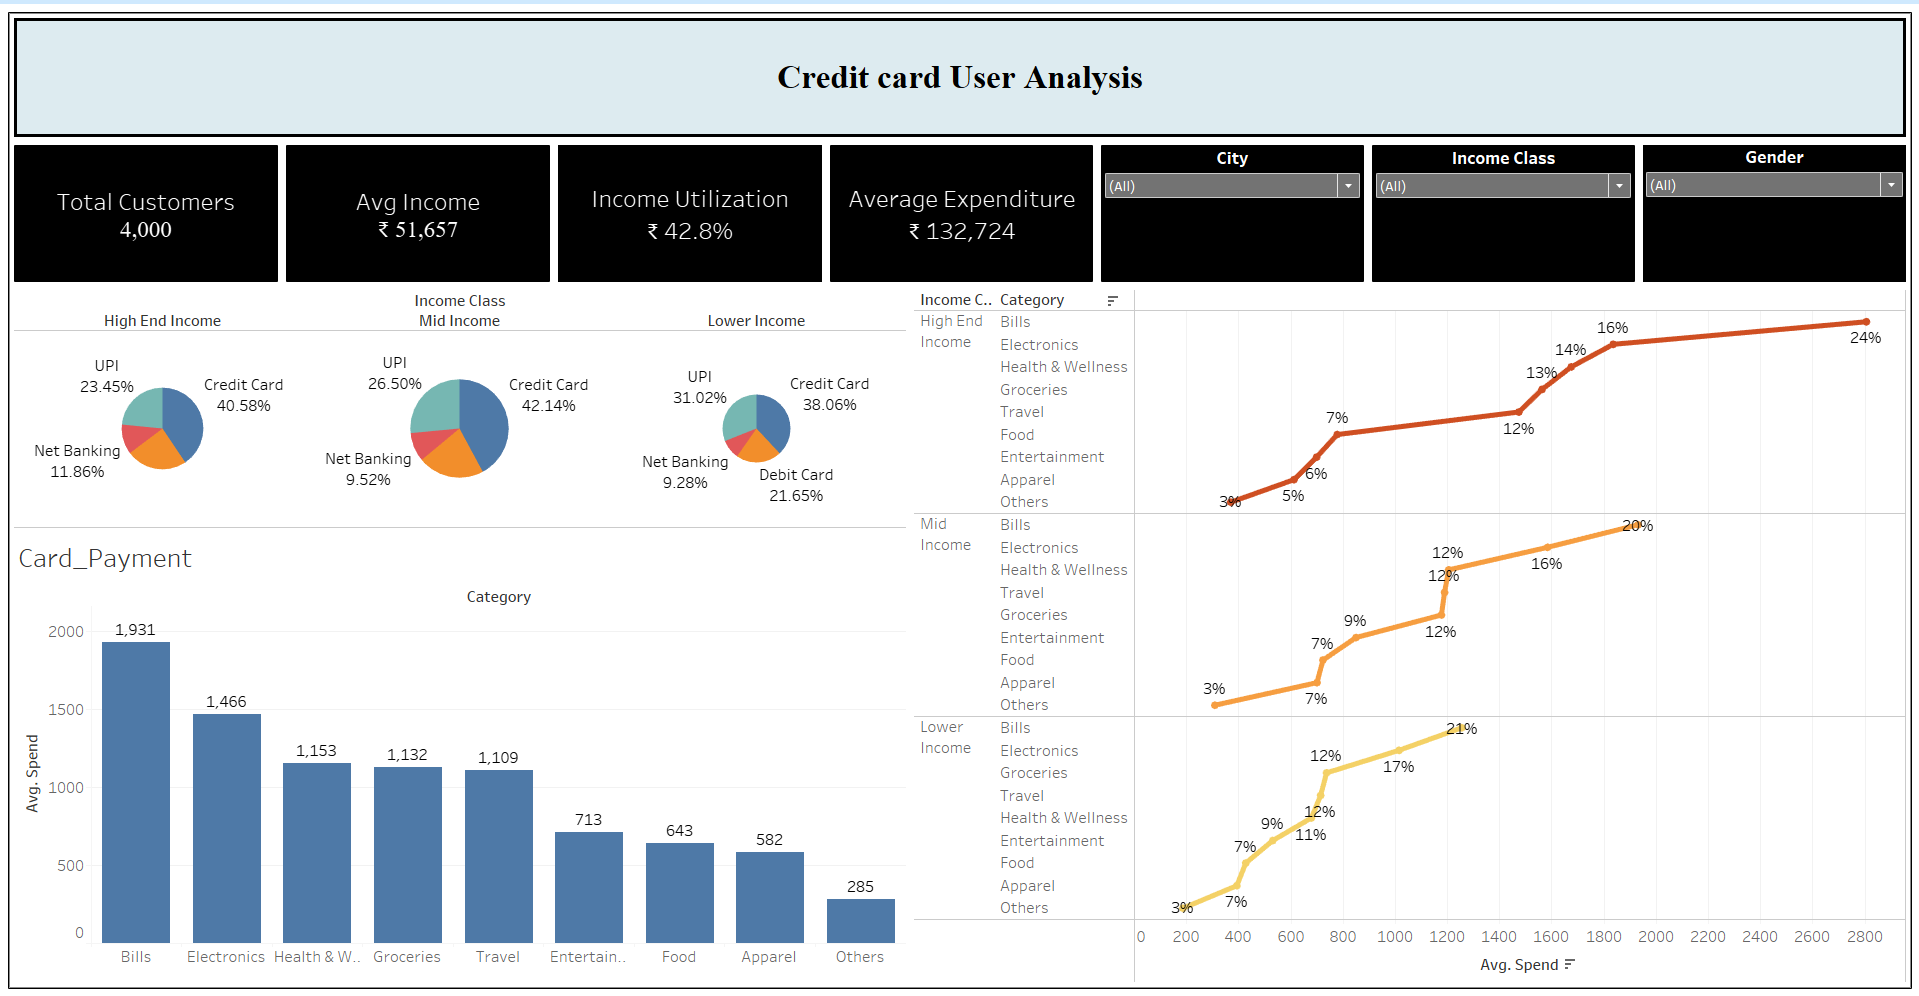 Credit card User Analysis
Total Customers
4,000
Avg Income
₹ 51,657
Income Utilization
₹ 42.8%
Average Expenditure
₹ 132,724
City
(All)
Income Class
(All)
Gender
(All)
Income Class
High End Income
Mid Income
Lower Income
UPI
23.45%
Credit Card
40.58%
Net Banking
11.86%
UPI
26.50%
Credit Card
42.14%
Net Banking
9.52%
UPI
31.02%
Credit Card
38.06%
Net Banking
9.28%
Debit Card
21.65%
Card_Payment
Category
Avg. Spend
2000
1500
1000
500
0
1,931
1,466
1,153
1,132
1,109
713
643
582
285
Bills
Electronics
Health & W..
Groceries
Travel
Entertain..
Food
Apparel
Others
Income C.. Category
High End
Income
Bills
Electronics
Health & Wellness
Groceries
Travel
Food
Entertainment
Apparel
Others
24%
16%
14%
13%
12%
7%
6%
5%
3%
Mid
Income
Bills
Electronics
Health & Wellness
Travel
Groceries
Entertainment
Food
Apparel
Others
20%
16%
12%
12%
12%
9%
7%
7%
3%
Lower
Income
Bills
Electronics
Groceries
Travel
Health & Wellness
Entertainment
Food
Apparel
Others
21%
17%
12%
12%
11%
9%
7%
7%
3%
0 200 400 600 800 1000 1200 1400 1600 1800 2000 2200 2400 2600 2800
Avg. Spend